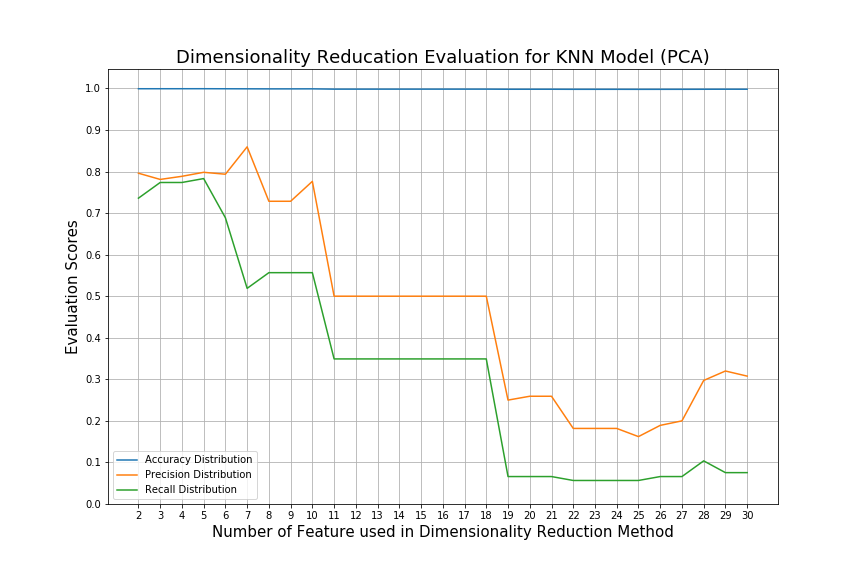 Dimensionality Reducation Evaluation for KNN Model (PCA)
Evaluation Scores
1.0
0.9
0.8
0.7
0.6
0.5
0.4
0.3
0.2
0.1
0.0
Accuracy Distribution
Precision Distribution
Recall Distribution
2 3 4 5 6 7 8 9 10 11 12 13 14 15 16 17 18 19 20 21 22 23 24 25 26 27 28 29 30
Number of Feature used in Dimensionality Reduction Method